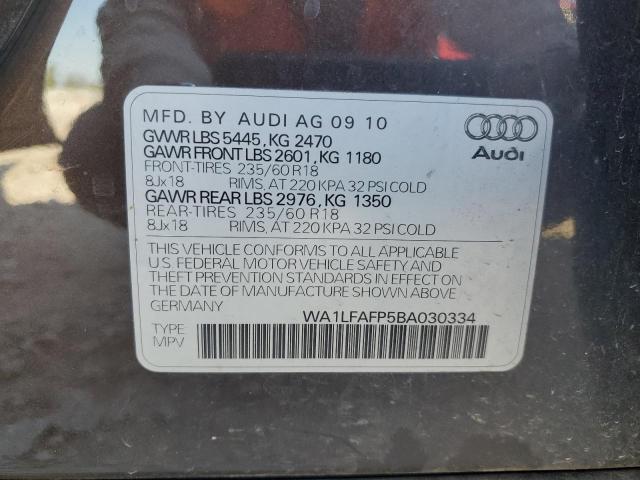 MFD. BY AUDI AG 09 10
GVWR LBS 5445, KG 2470
GAWR FRONT LBS 2601, KG 1180
FRONT-TIRES 235/60 R18
8Jx18 RIMS, AT 220 KPA 32 PSI COLD
GAWR REAR LBS 2976, KG 1350
REAR-TIRES 235/60 R18
8Jx18 RIMS, AT 220 KPA 32 PSI COLD
Audi
THIS VEHICLE CONFORMS TO ALL APPLICABLE
U.S FEDERAL MOTOR VEHICLE SAFETY AND
THEFT PREVENTION STANDARDS IN EFFECT ON
THE DATE OF MANUFACTURE SHOWN ABOVE
GERMANY
WA1LFAFP5BA030334
TYPE
MPV